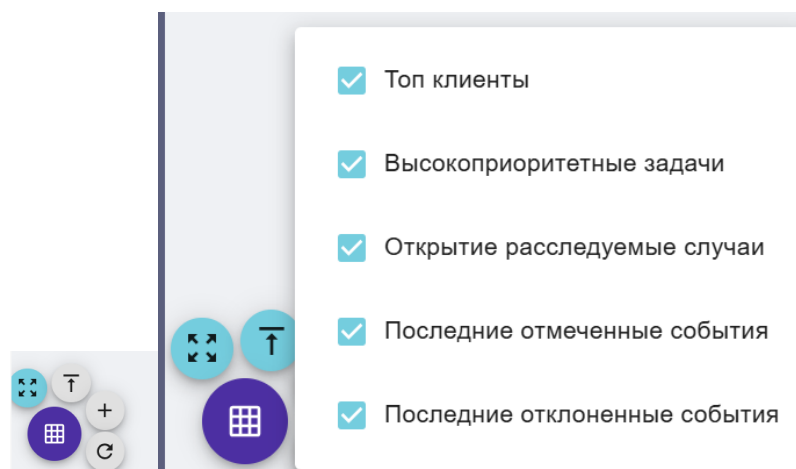 Топ клиенты
Высокоприоритетные задачи
Открытие расследуемые случаи
Последние отмеченные события
Последние отклоненные события